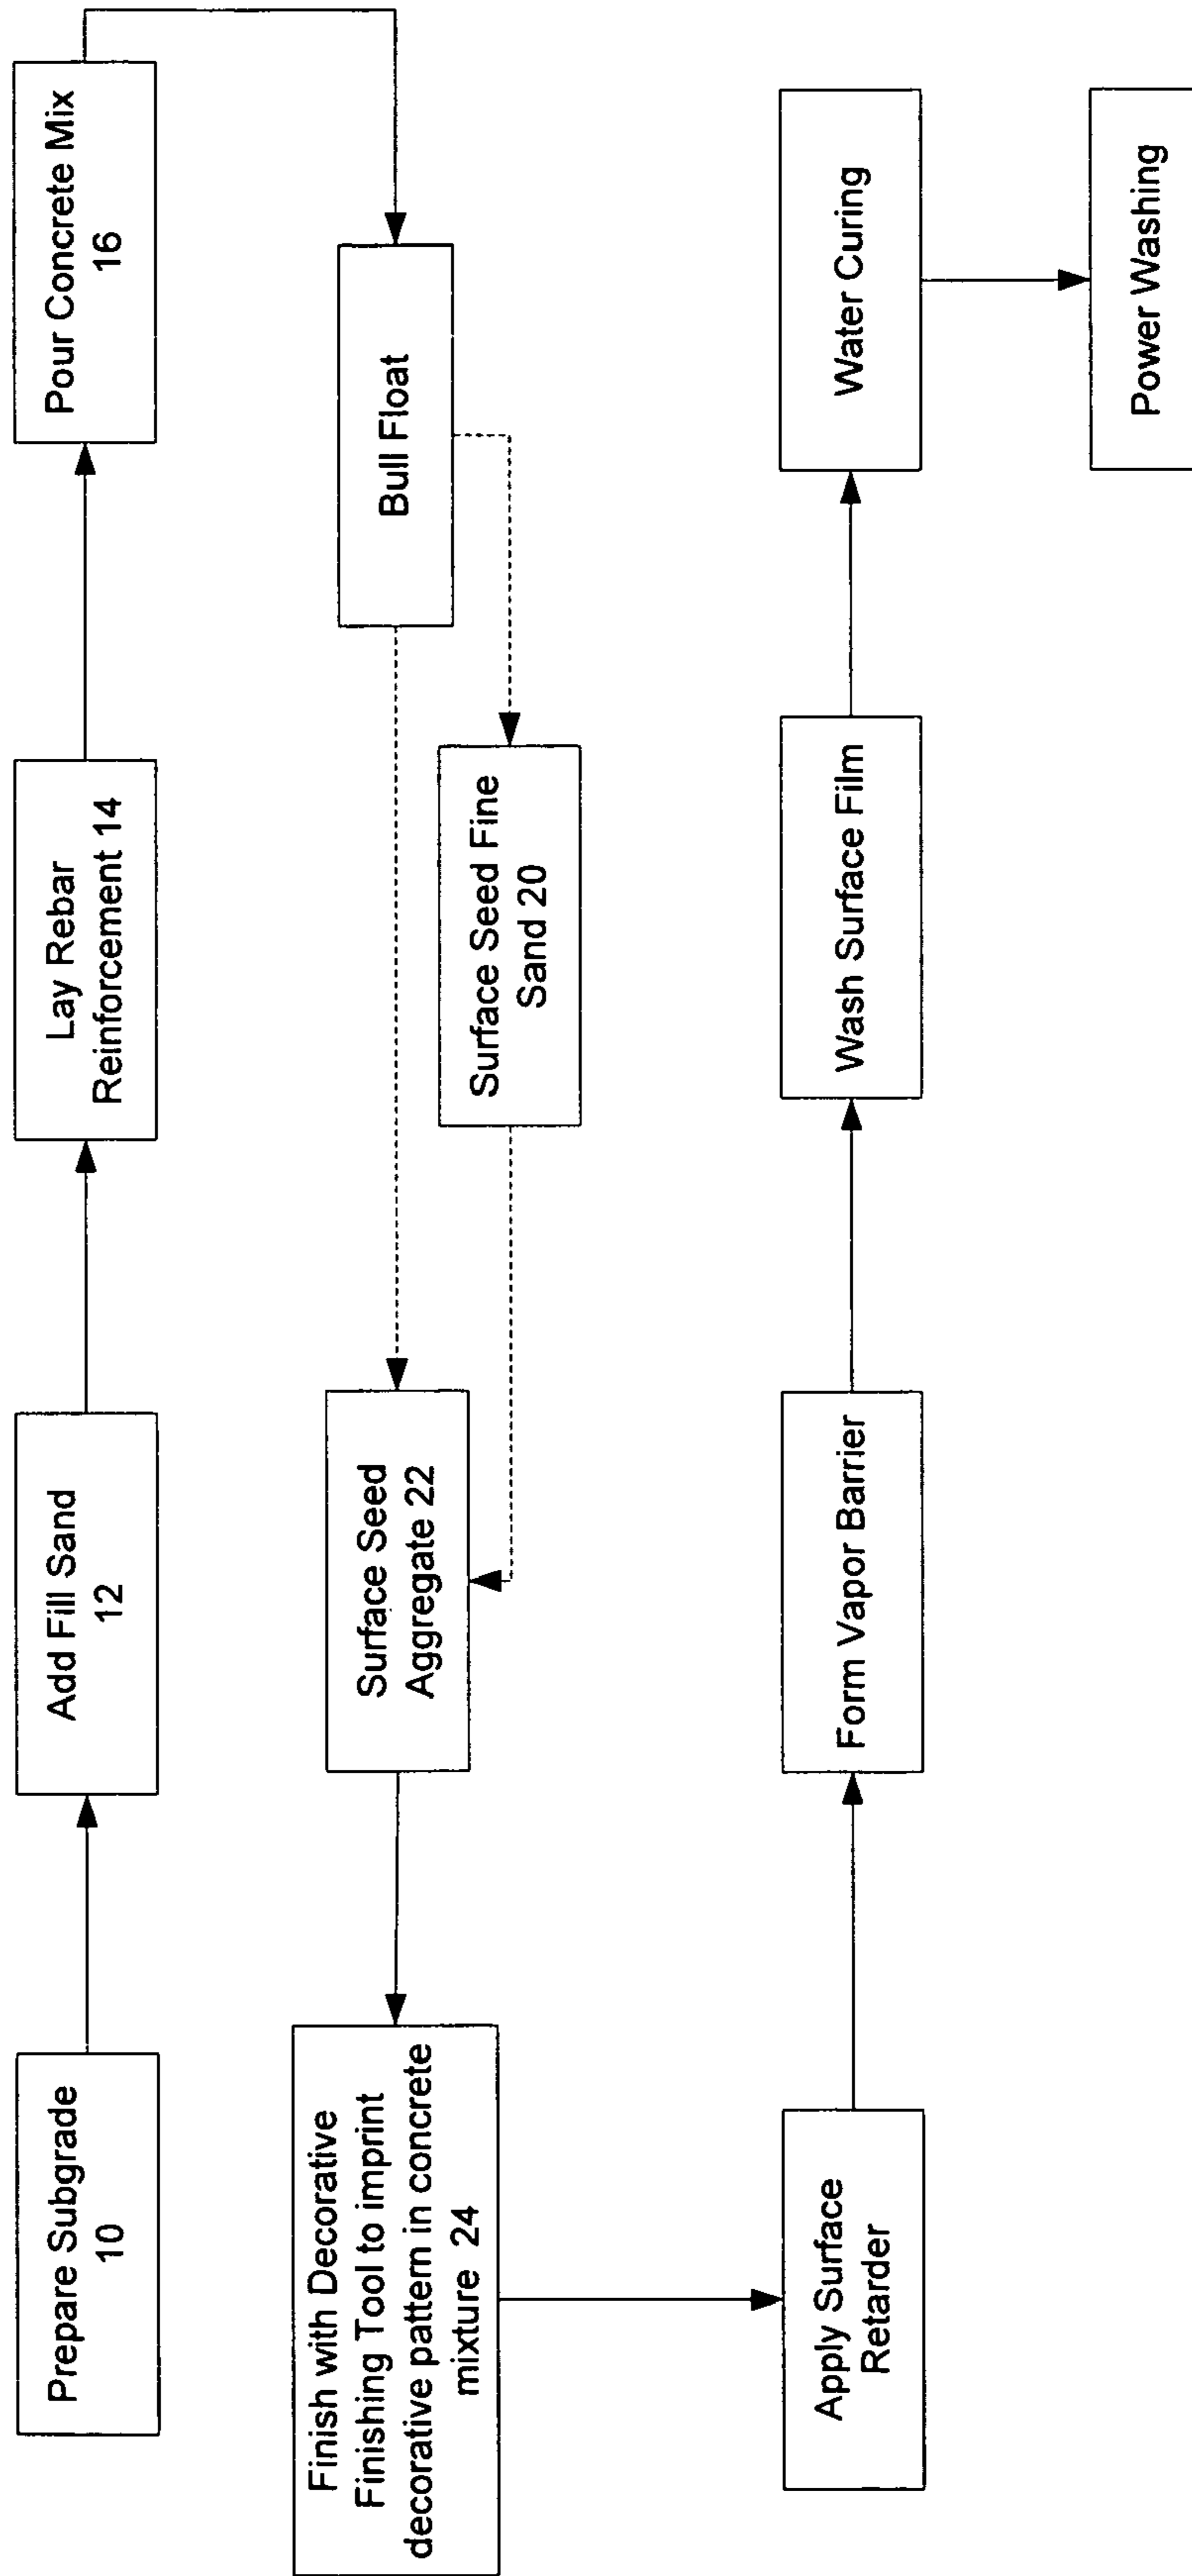 Prepare Subgrade
10
Add Fill Sand
12
Lay Rebar
Reinforcement 14
Pour Concrete Mix
16
Bull Float
Surface Seed Fine
Sand 20
Surface Seed
Aggregate 22
Finish with Decorative
Finishing Tool to imprint
decorative pattern in concrete
mixture 24
Apply Surface
Retarder
Form Vapor Barrier
Wash Surface Film
Water Curing
Power Washing